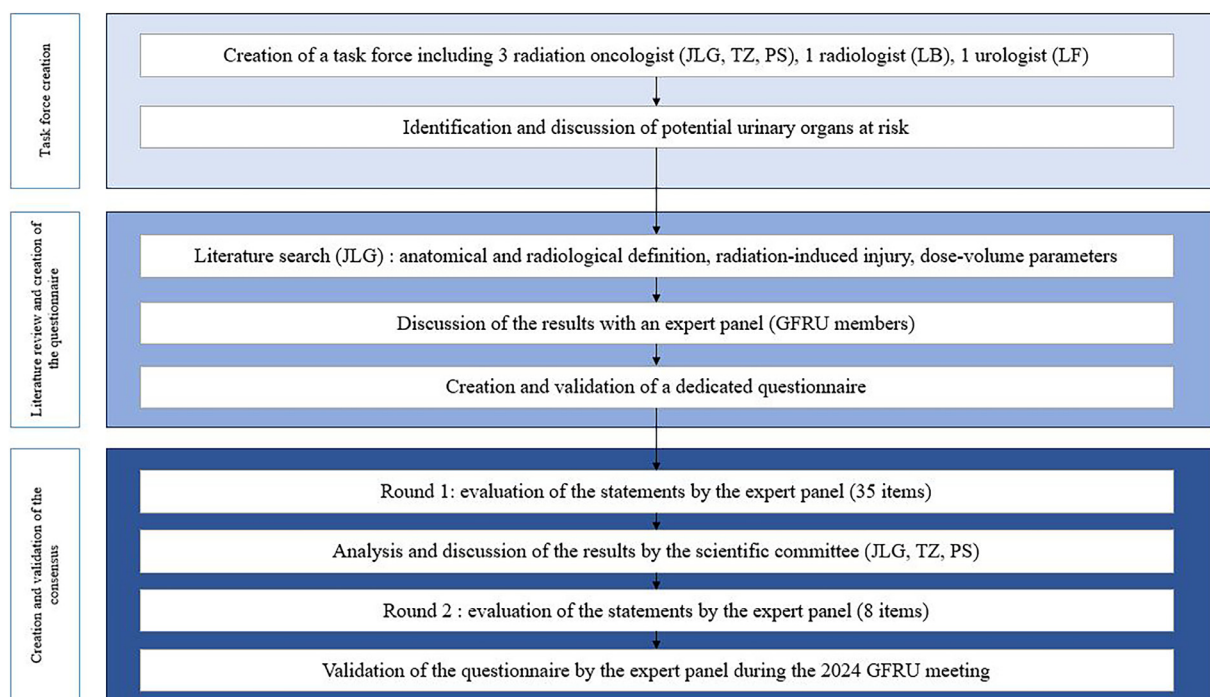 Task force creation
Creation of a task force including 3 radiation oncologist (JLG, TZ, PS), 1 radiologist (LB), 1 urologist (LF)
Identification and discussion of potential urinary organs at risk
Literature review and creation of
the questionnaire
Literature search (JLG) : anatomical and radiological definition, radiation-induced injury, dose-volume parameters
Discussion of the results with an expert panel (GFRU members)
Creation and validation of a dedicated questionnaire
Creation and validation of the
consensus
Round 1: evaluation of the statements by the expert panel (35 items)
Analysis and discussion of the results by the scientific committee (JLG, TZ, PS)
Round 2 : evaluation of the statements by the expert panel (8 items)
Validation of the questionnaire by the expert panel during the 2024 GFRU meeting